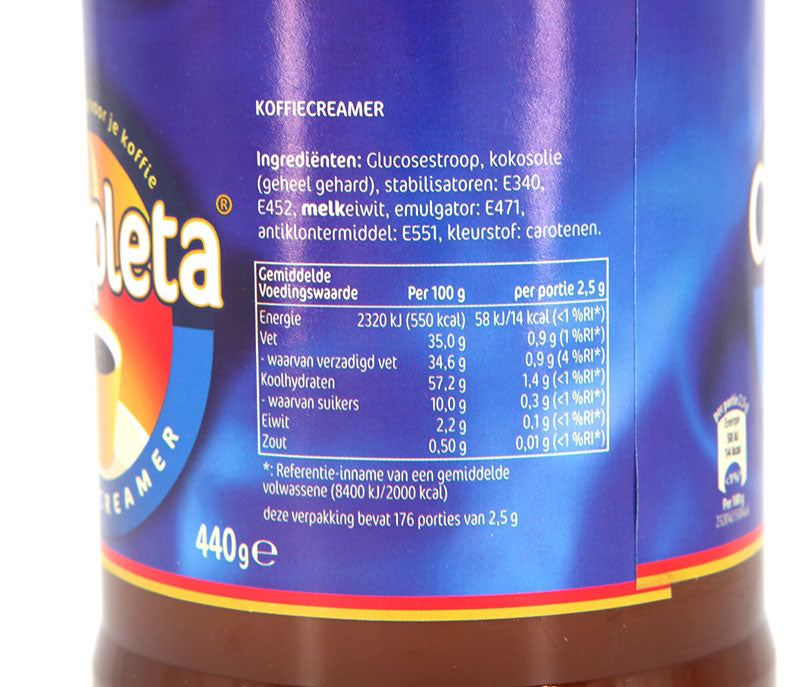 KOFFIECREAMER
Ingrediënten: Glucosestroop, kokosolie
(geheel gehard), stabilisatoren: E340,
E452, melkeiwit, emulgator: E471,
antiklontermiddel: E551, kleurstof: carotenen.
Gemiddelde
Voedingswaarde Per 100 g per portie 2,5 g
Energie 2320 kJ (550 kcal) 58 kJ/14 kcal (<1 %RI*)
Vet 35,0 g 0,9 g (1 %RI*)
- waarvan verzadigd vet 34,6 g 0,9 g (4 %RI*)
Koolhydraten 57,2 g 1,4 g (<1 %RI*)
- waarvan suikers 10,0 g 0,3 g (<1 %RI*)
Eiwit 2,2 g 0,1 g (<1 %RI*)
Zout 0,50 g 0,01 g (<1 %RI*)
*: Referentie-inname van een gemiddelde
volwassene (8400 kJ/2000 kcal)
deze verpakking bevat 176 porties van 2,5 g
440g℮
voor je koffie
pleta®
REAMER